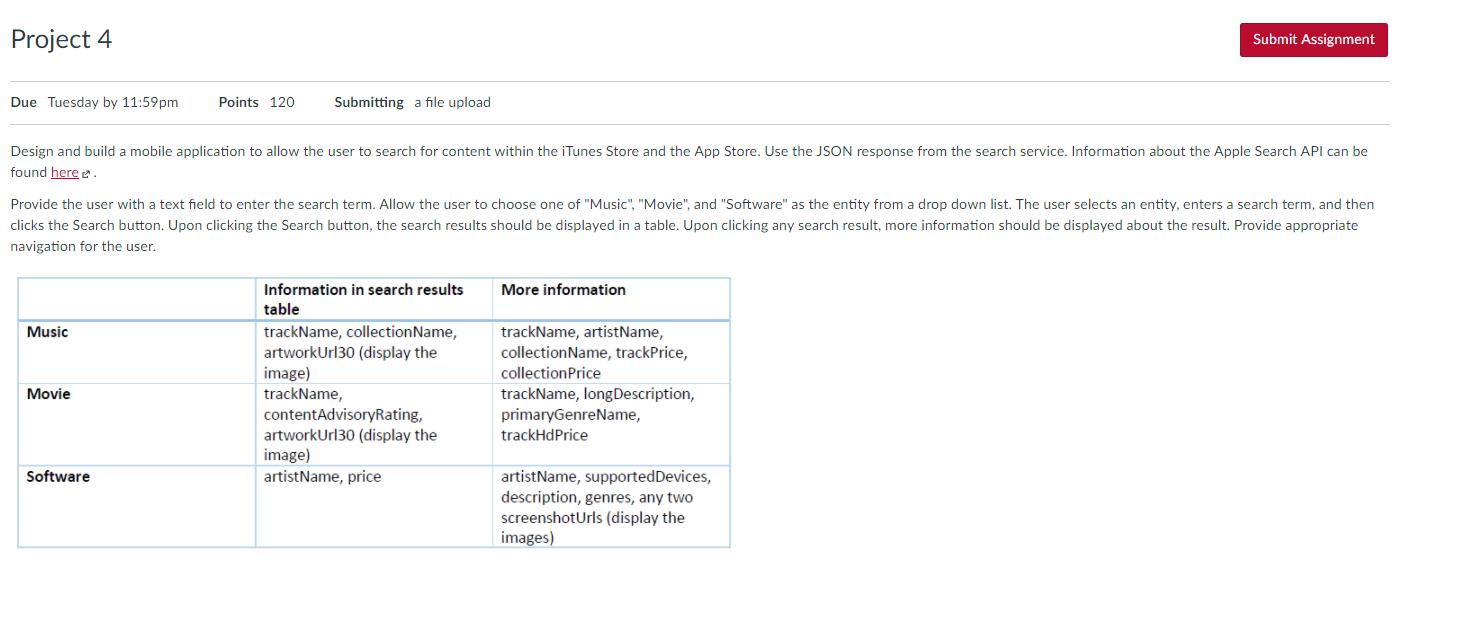 Project 4
Submit Assignment
Due Tuesday by 11:59pm Points 120 Submitting a file upload
Design and build a mobile application to allow the user to search for content within the iTunes Store and the App Store. Use the JSON response from the search service. Information about the Apple Search API can be
found here .
Provide the user with a text field to enter the search term. Allow the user to choose one of "Music", "Movie", and "Software" as the entity from a drop down list. The user selects an entity, enters a search term, and then
clicks the Search button. Upon clicking the Search button, the search results should be displayed in a table. Upon clicking any search result, more information should be displayed about the result. Provide appropriate
navigation for the user.
Information in search results
table
More information
Music
trackName, collectionName,
artworkUrl30 (display the
image)
trackName, artistName,
collectionName, trackPrice,
collectionPrice
Movie
trackName,
contentAdvisoryRating,
artworkUrl30 (display the
image)
trackName, longDescription,
primaryGenreName,
trackHdPrice
Software
artistName, price
artistName, supportedDevices,
description, genres, any two
screenshotUrls (display the
images)